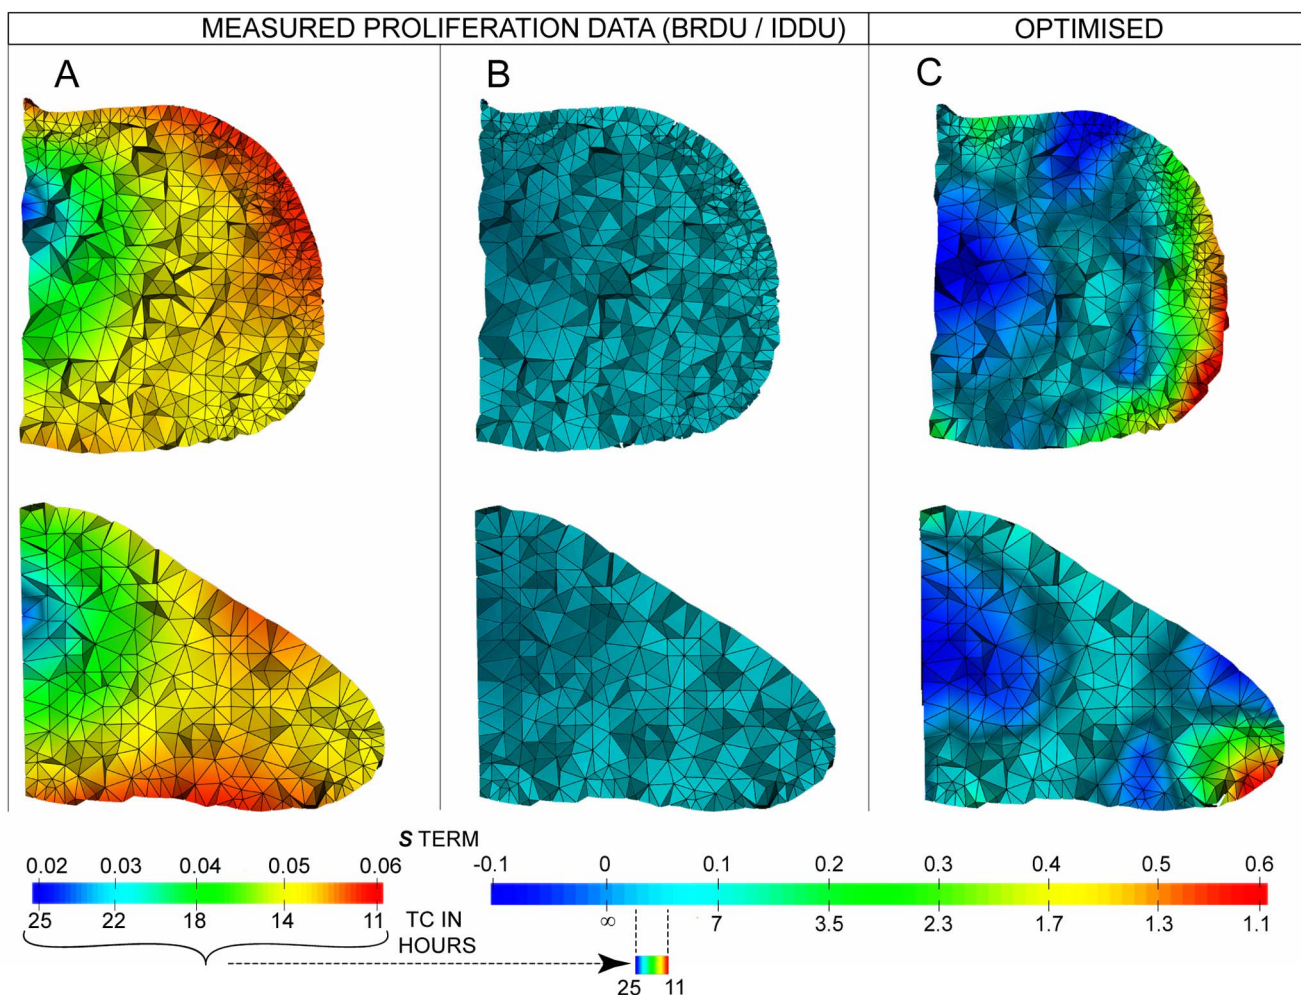 MEASURED PROLIFERATION DATA (BRDU / IDDU) OPTIMISED
A B C
S TERM
0.02 0.03 0.04 0.05 0.06 -0.1 0 0.1 0.2 0.3 0.4 0.5 0.6
25 22 18 14 11 TC IN HOURS ∞ 7 3.5 2.3 1.7 1.3 1.1
25 11